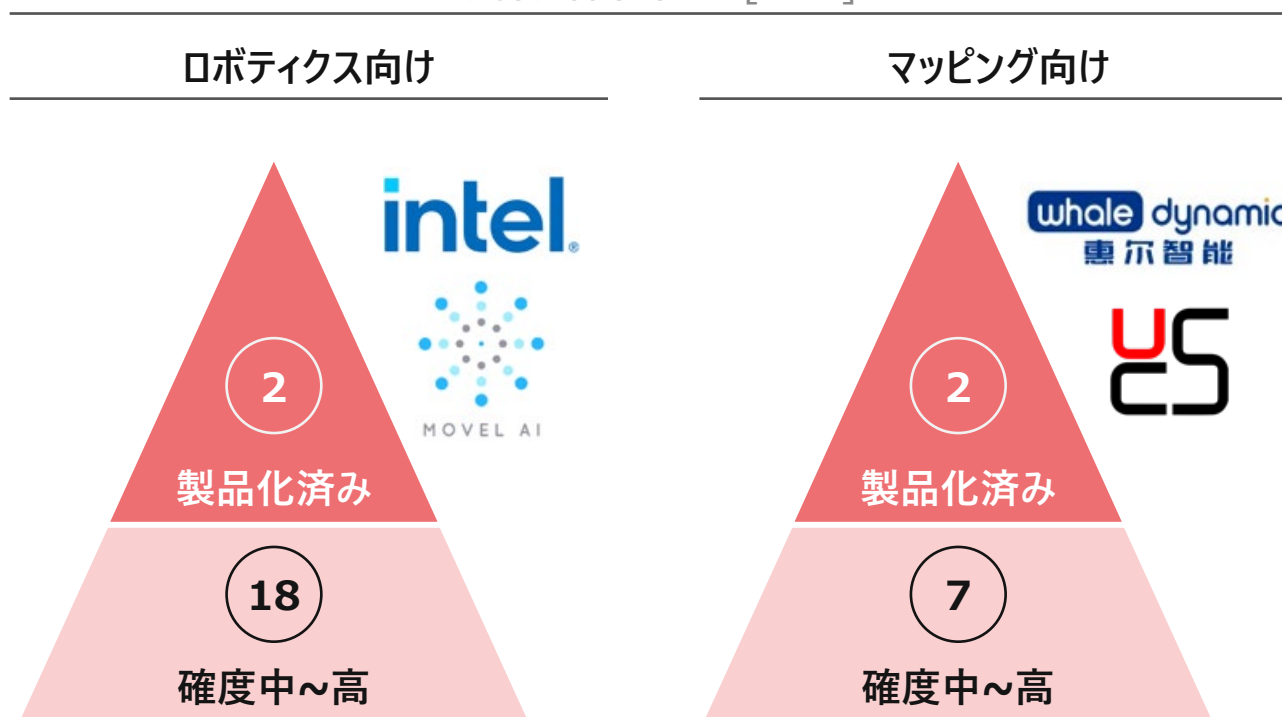 ロボティクス向け
マッピング向け
intel
MOVEL AI
2
製品化済み
18
確度中~高
whale dynamic
惠尔智能
UCS
2
製品化済み
7
確度中~高